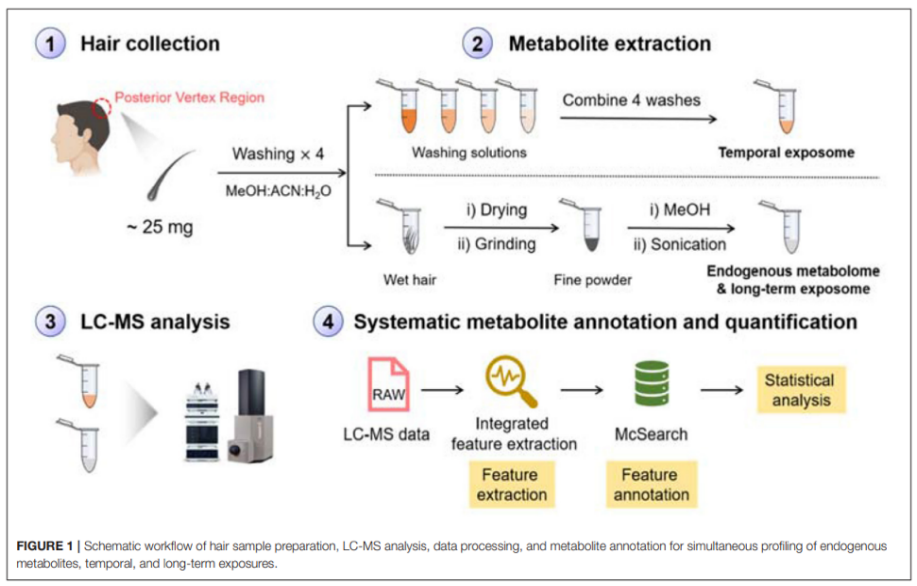 1 Hair collection
2 Metabolite extraction
Posterior Vertex Region
~ 25 mg
Washing × 4
MeOH:ACN:H₂O
Washing solutions
Combine 4 washes
Temporal exposome
Wet hair
i) Drying
ii) Grinding
Fine powder
i) MeOH
ii) Sonication
Endogenous metabolome
& long-term exposome
3 LC-MS analysis
4 Systematic metabolite annotation and quantification
RAW
LC-MS data
Integrated
feature extraction
Feature
extraction
McSearch
Feature
annotation
Statistical
analysis
FIGURE 1 | Schematic workflow of hair sample preparation, LC-MS analysis, data processing, and metabolite annotation for simultaneous profiling of endogenous
metabolites, temporal, and long-term exposures.